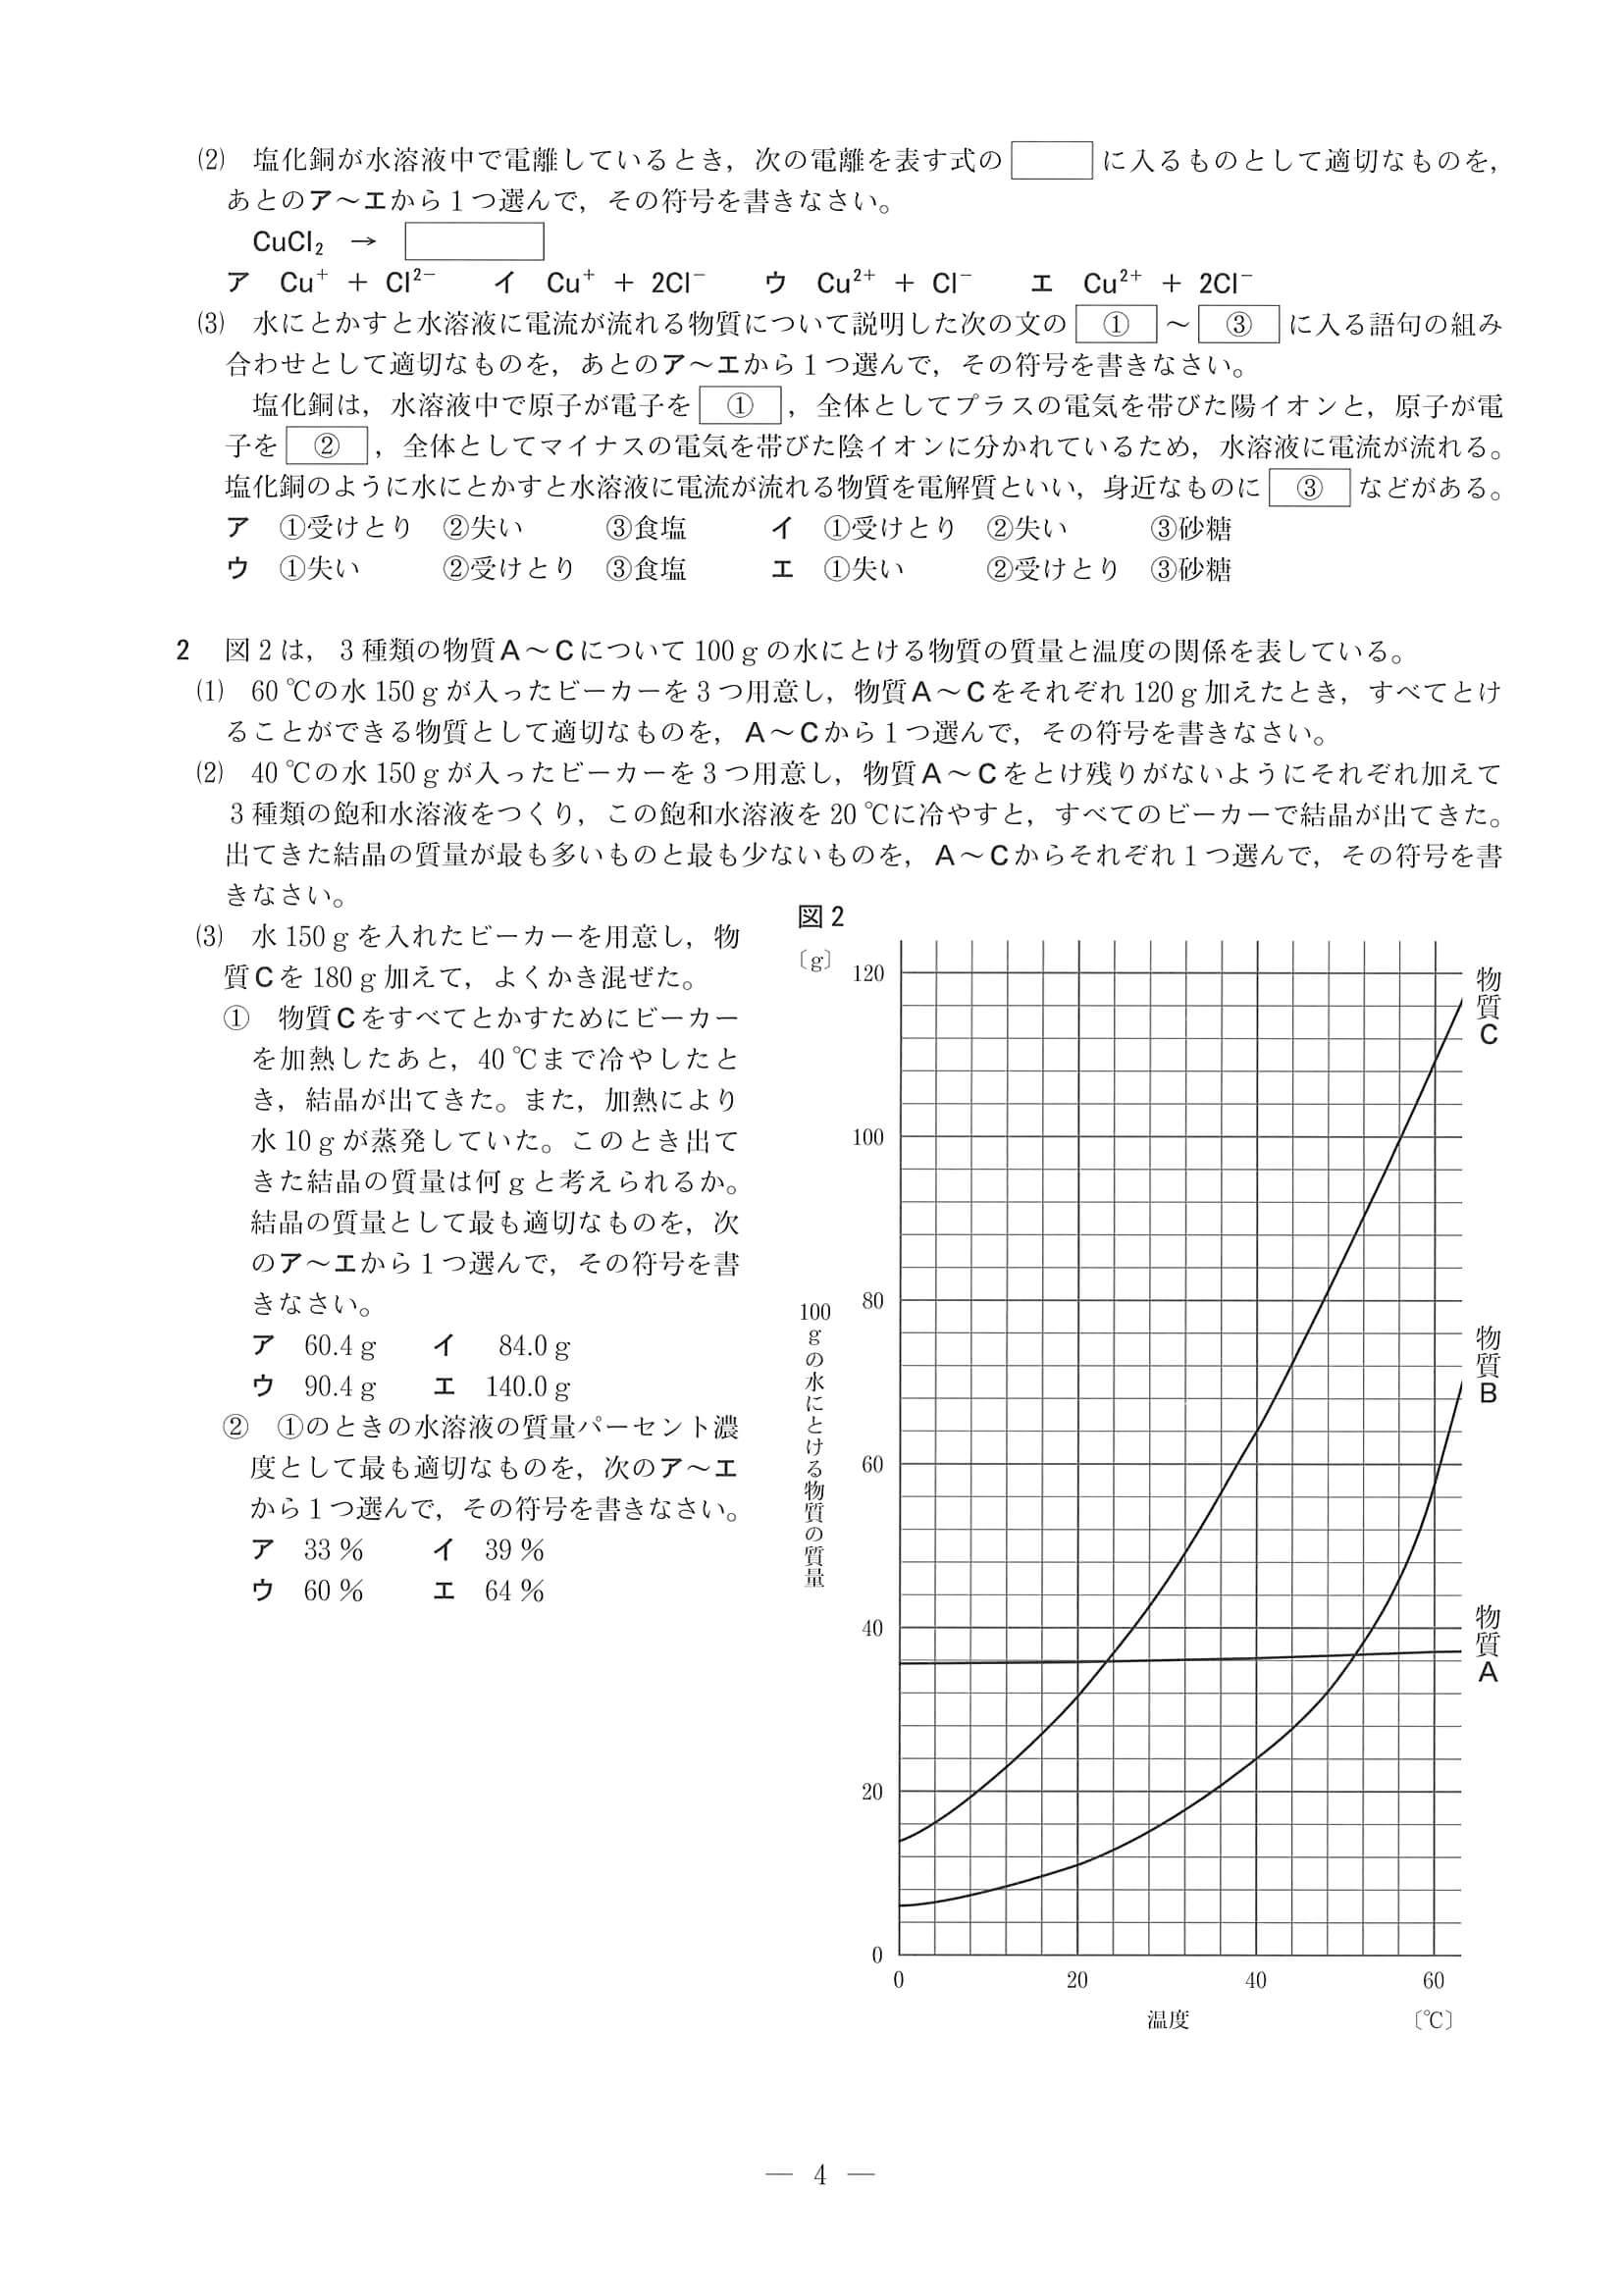 ⑵　塩化銅が水溶液中で電離しているとき，次の電離を表す式の　　　に入るものとして適切なものを，
あとのア～エから１つ選んで，その符号を書きなさい。
CuCl₂　→
ア　Cu⁺ ＋ Cl²⁻　　イ　Cu⁺ ＋ 2Cl⁻　　ウ　Cu²⁺ ＋ Cl⁻　　エ　Cu²⁺ ＋ 2Cl⁻
⑶　水にとかすと水溶液に電流が流れる物質について説明した次の文の　①　～　③　に入る語句の組み
合わせとして適切なものを，あとのア～エから１つ選んで，その符号を書きなさい。
塩化銅は，水溶液中で原子が電子を　①　，全体としてプラスの電気を帯びた陽イオンと，原子が電
子を　②　，全体としてマイナスの電気を帯びた陰イオンに分かれているため，水溶液に電流が流れる。
塩化銅のように水にとかすと水溶液に電流が流れる物質を電解質といい，身近なものに　③　などがある。
ア　①受けとり　②失い　　　③食塩　　　イ　①受けとり　②失い　　　③砂糖
ウ　①失い　　　②受けとり　③食塩　　　エ　①失い　　　②受けとり　③砂糖
2　図２は，３種類の物質A～Cについて100 gの水にとける物質の質量と温度の関係を表している。
⑴　60 ℃の水150 gが入ったビーカーを３つ用意し，物質A～Cをそれぞれ120 g加えたとき，すべてとけ
ることができる物質として適切なものを，A～Cから１つ選んで，その符号を書きなさい。
⑵　40 ℃の水150 gが入ったビーカーを３つ用意し，物質A～Cをとけ残りがないようにそれぞれ加えて
３種類の飽和水溶液をつくり，この飽和水溶液を20 ℃に冷やすと，すべてのビーカーで結晶が出てきた。
出てきた結晶の質量が最も多いものと最も少ないものを，A～Cからそれぞれ１つ選んで，その符号を書
きなさい。
⑶　水150 gを入れたビーカーを用意し，物
質Cを180 g加えて，よくかき混ぜた。
①　物質Cをすべてとかすためにビーカー
を加熱したあと，40 ℃まで冷やしたと
き，結晶が出てきた。また，加熱により
水10 gが蒸発していた。このとき出て
きた結晶の質量は何gと考えられるか。
結晶の質量として最も適切なものを，次
のア～エから１つ選んで，その符号を書
きなさい。
ア　60.4 g　　イ　84.0 g
ウ　90.4 g　　エ　140.0 g
②　①のときの水溶液の質量パーセント濃
度として最も適切なものを，次のア～エ
から１つ選んで，その符号を書きなさい。
ア　33 %　　イ　39 %
ウ　60 %　　エ　64 %
図２
〔g〕
120
100
80
60
40
20
0
100gの水にとける物質の質量
物質C
物質B
物質A
0　20　40　60
温度　〔℃〕
― 4 ―